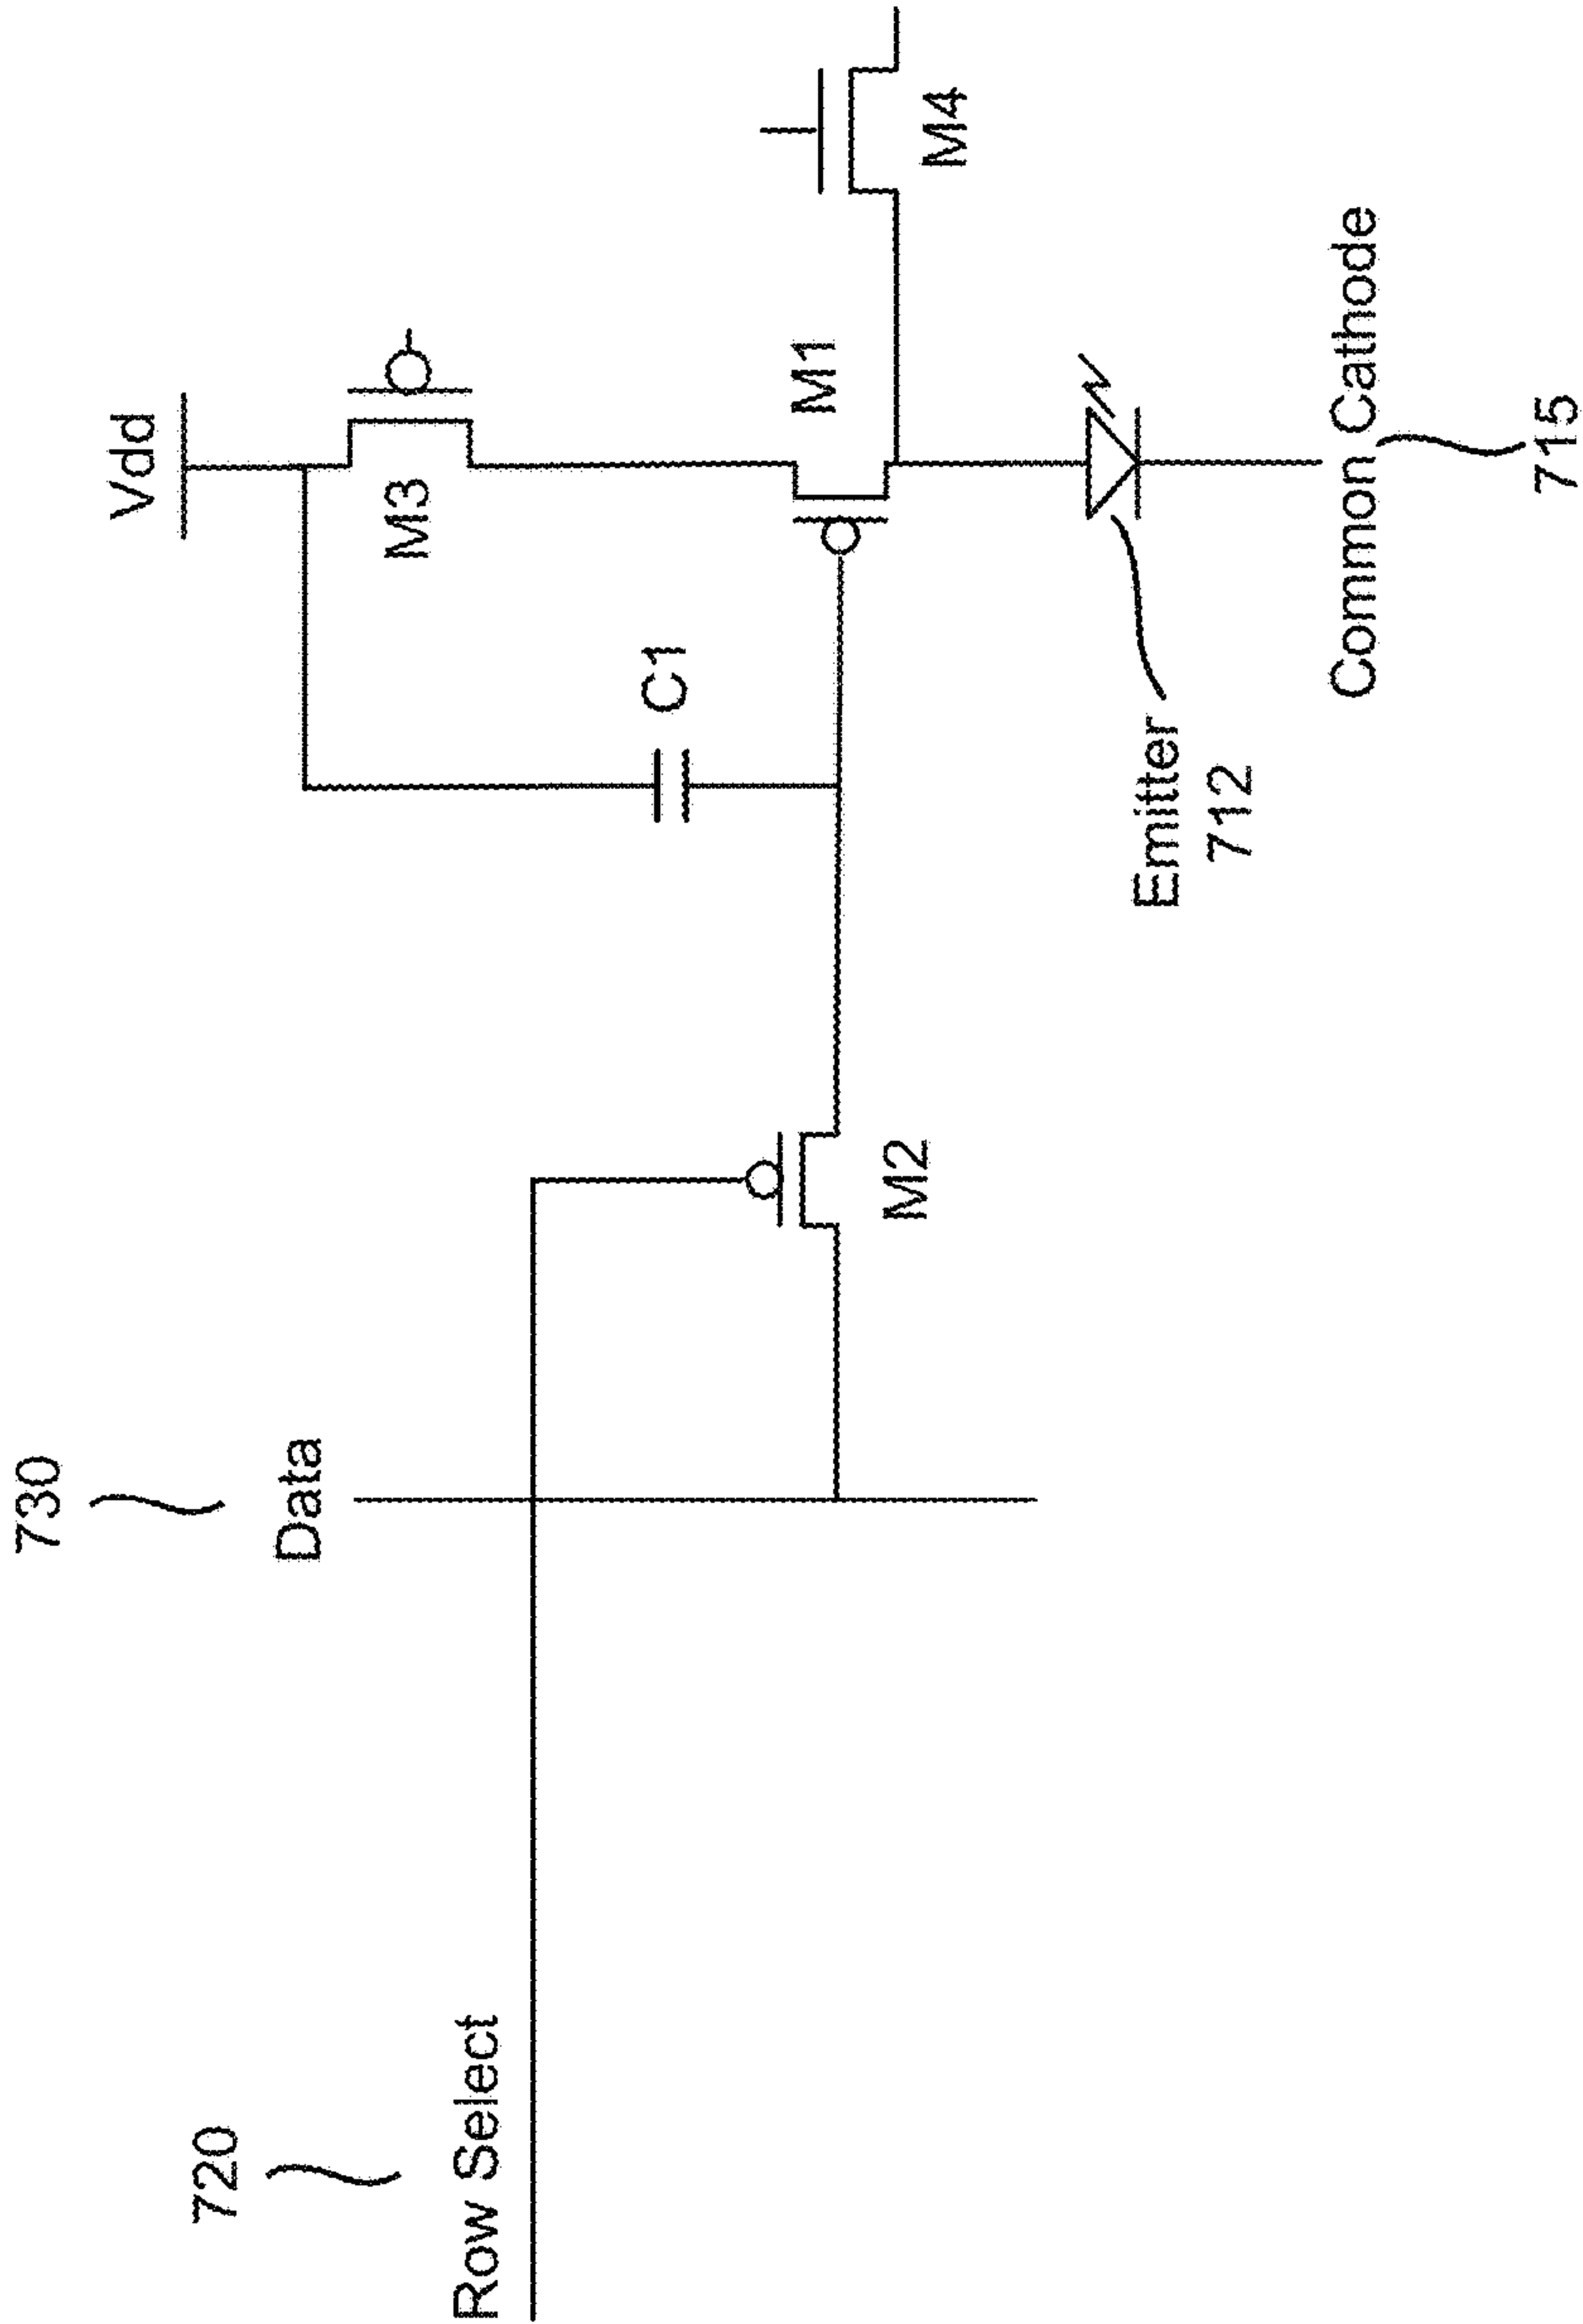 720
Row Select
730
Data
M2
C1
Vdd
M3
M1
M4
Emitter
712
Common Cathode
715